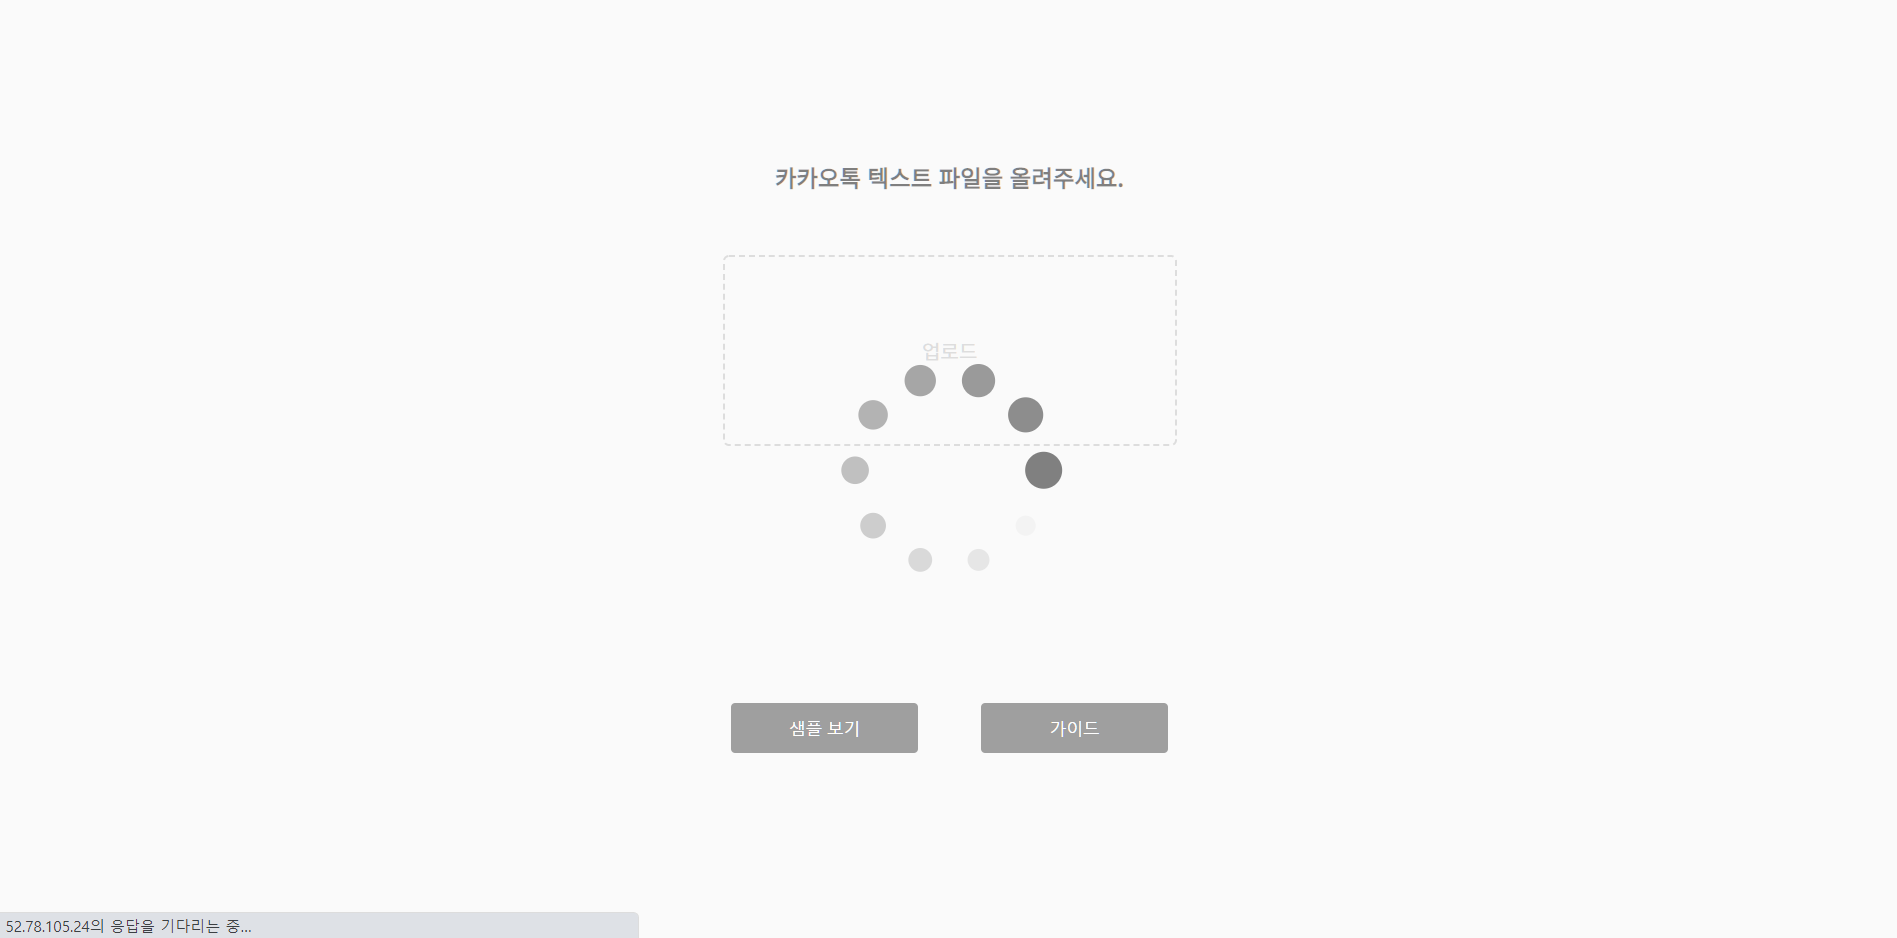 카카오톡 텍스트 파일을 올려주세요.
업로드
샘플 보기
가이드
52.78.105.24의 응답을 기다리는 중...